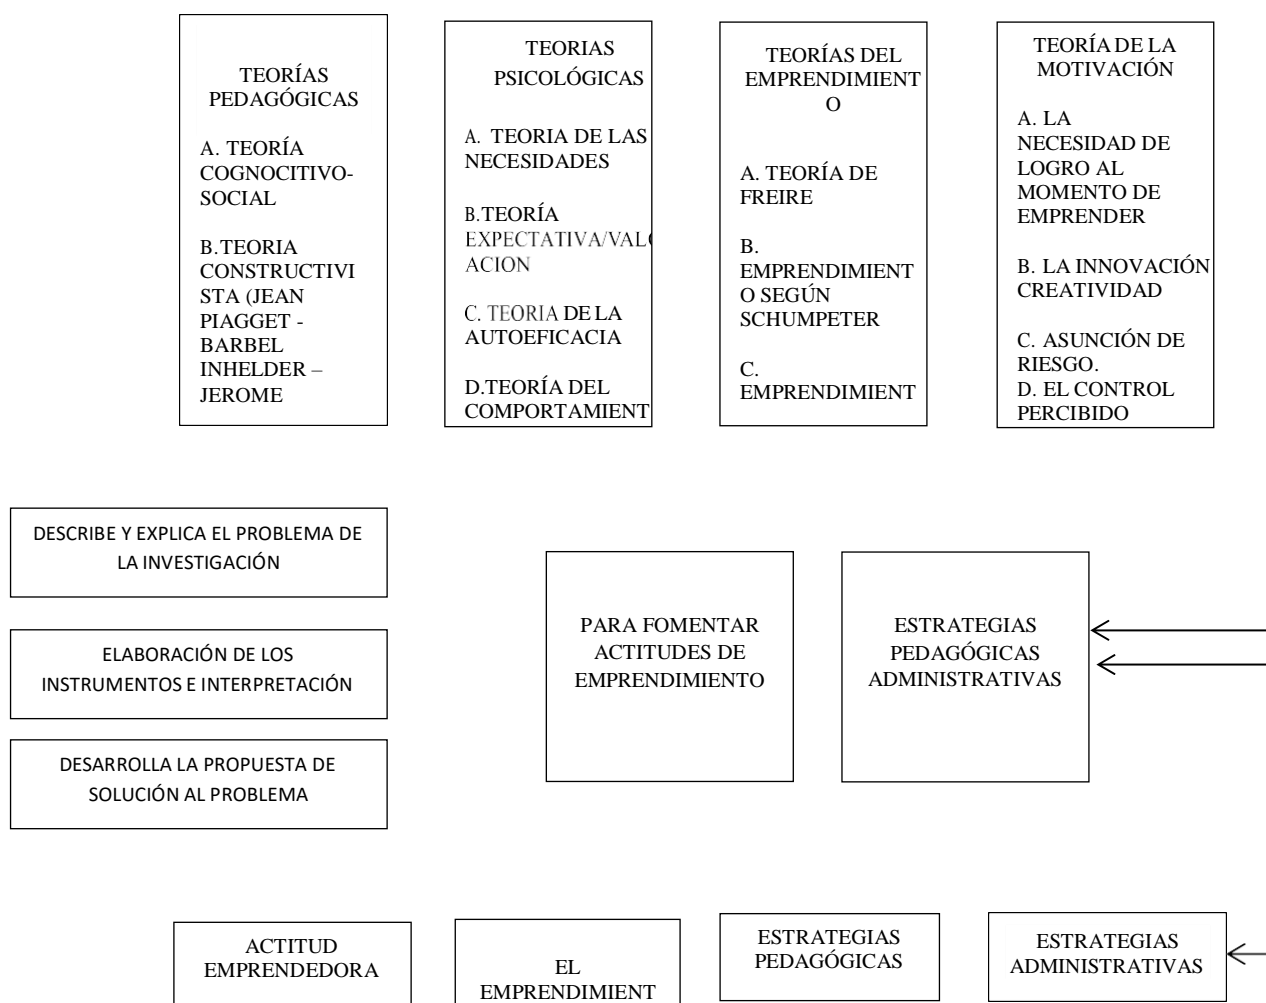 TEORÍAS
PEDAGÓGICAS
A. TEORÍA
COGNOCITIVO-
SOCIAL
B.TEORIA
CONSTRUCTIVI
STA (JEAN
PIAGGET -
BARBEL
INHELDER –
JEROME
TEORIAS
PSICOLÓGICAS
A. TEORIA DE LAS
NECESIDADES
B.TEORÍA
EXPECTATIVA/VALO
ACION
C. TEORIA DE LA
AUTOEFICACIA
D.TEORÍA DEL
COMPORTAMIENT
TEORÍAS DEL
EMPRENDIMIENT
O
A. TEORÍA DE
FREIRE
B.
EMPRENDIMIENT
O SEGÚN
SCHUMPETER
C.
EMPRENDIMIENT
TEORÍA DE LA
MOTIVACIÓN
A. LA
NECESIDAD DE
LOGRO AL
MOMENTO DE
EMPRENDER
B. LA INNOVACIÓN
CREATIVIDAD
C. ASUNCIÓN DE
RIESGO.
D. EL CONTROL
PERCIBIDO
DESCRIBE Y EXPLICA EL PROBLEMA DE
LA INVESTIGACIÓN
ELABORACIÓN DE LOS
INSTRUMENTOS E INTERPRETACIÓN
DESARROLLA LA PROPUESTA DE
SOLUCIÓN AL PROBLEMA
PARA FOMENTAR
ACTITUDES DE
EMPRENDIMIENTO
ESTRATEGIAS
PEDAGÓGICAS
ADMINISTRATIVAS
ACTITUD
EMPRENDEDORA
EL
EMPRENDIMIENT
ESTRATEGIAS
PEDAGÓGICAS
ESTRATEGIAS
ADMINISTRATIVAS